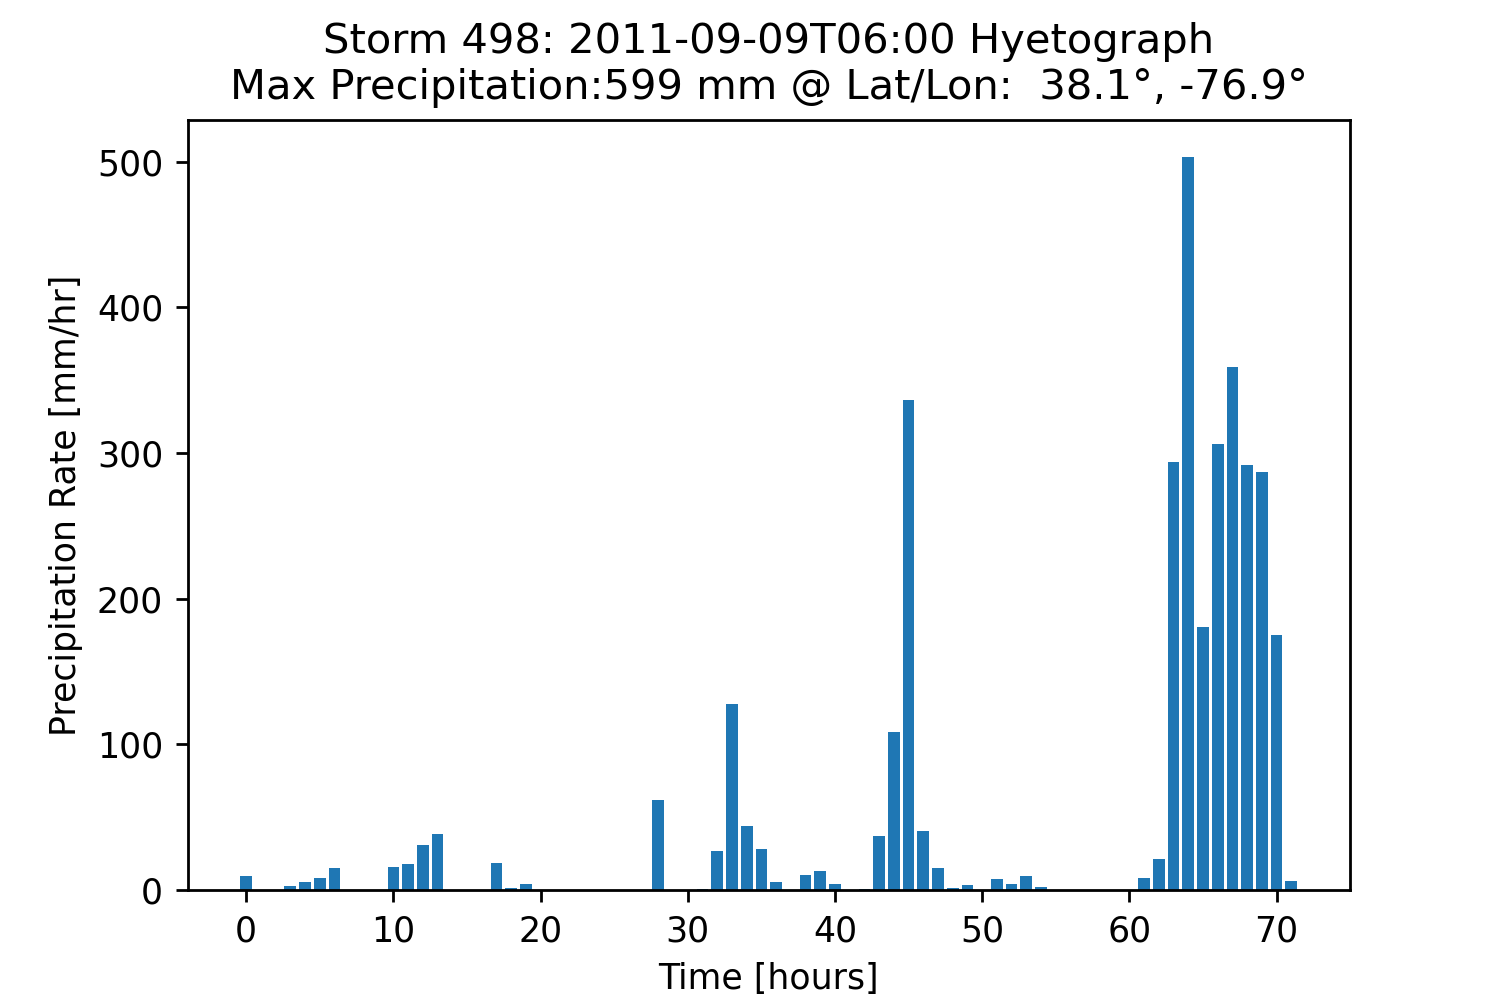 Storm 498: 2011-09-09T06:00 Hyetograph
Max Precipitation:599 mm @ Lat/Lon:  38.1°, -76.9°
Precipitation Rate [mm/hr]
500
400
300
200
100
0
0 10 20 30 40 50 60 70
Time [hours]